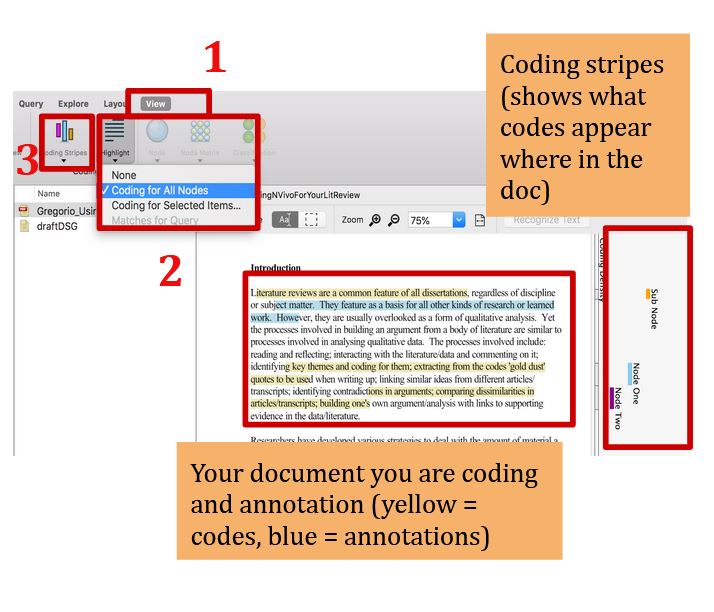 1
Coding stripes
(shows what
codes appear
where in the
doc)
Query Explore Layou View
3
Coding Stripes Highlight Node Node Matrix
None
✓ Coding for All Nodes
Coding for Selected Items...
Matches for Query
Name
Gregorio_Usin
draftDSG
ingNVivoForYourLitReview
Zoom 75% Recognize Text
2
Introduction
Literature reviews are a common feature of all dissertations, regardless of discipline
or subject matter. They feature as a basis for all other kinds of research or learned
work. However, they are usually overlooked as a form of qualitative analysis. Yet
the processes involved in building an argument from a body of literature are similar to
processes involved in analysing qualitative data. The processes involved include:
reading and reflecting; interacting with the literature/data and commenting on it;
identifying key themes and coding for them; extracting from the codes 'gold dust'
quotes to be used when writing up; linking similar ideas from different articles/
transcripts; identifying contradictions in arguments; comparing dissimilarities in
articles/transcripts; building one's own argument/analysis with links to supporting
evidence in the data/literature.
Researchers have developed various strategies to deal with the amount of material a
Coding Density
Sub Node
Node One
Node Two
Your document you are coding
and annotation (yellow =
codes, blue = annotations)